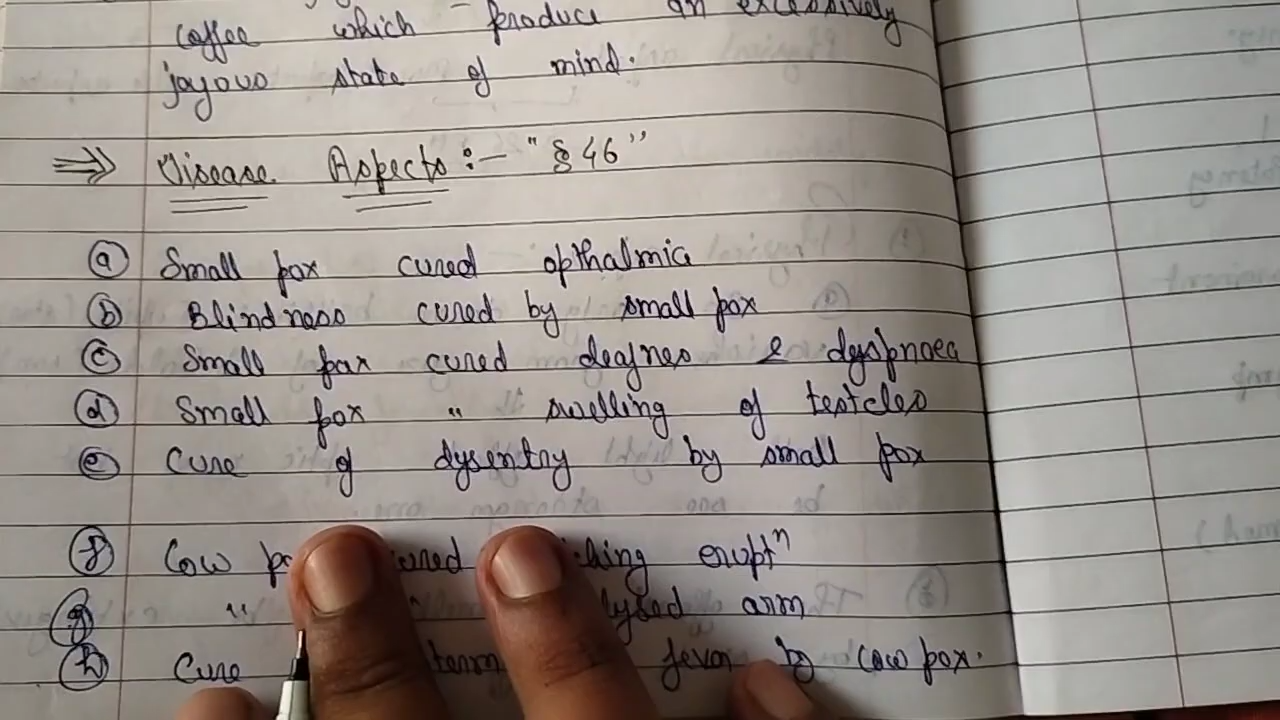 coffee which produce an excessively
joyous state of mind.
⇒ Disease Aspects :- "§ 46"
(a) Small pox cured opthalmia
(b) Blindness cured by small pox
(c) Small pox cured deafness & dyspnoea
(d) Small pox " swelling of testcles
(e) Cure of dysentry by small pox
(f) Cow erupt^n
(g) " arm
(h) Cure fever by cow pox.